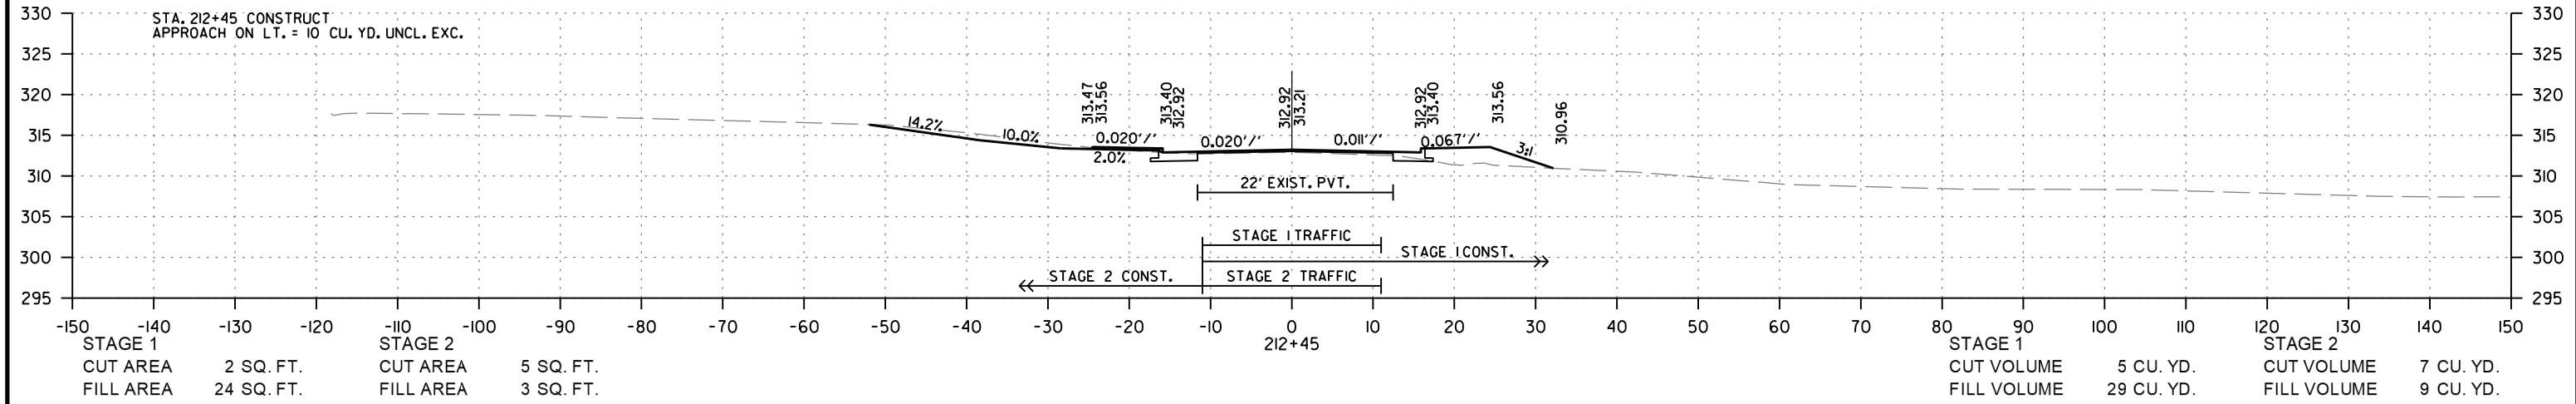 STA. 212+45 CONSTRUCT
APPROACH ON LT. = 10 CU. YD. UNCL. EXC.
330 330
325 325
320 320
315 315
310 310
305 305
300 300
295 295
313.47 313.56 313.40 312.92 312.92 313.21 312.92 313.40 313.56 310.96
14.2% 10.0% 0.020'/' 0.020'/' 0.011'/' 0.067'/' 3:1
2.0%
22' EXIST. PVT.
STAGE 1 TRAFFIC
STAGE 1 CONST.
STAGE 2 CONST. STAGE 2 TRAFFIC
-150 -140 -130 -120 -110 -100 -90 -80 -70 -60 -50 -40 -30 -20 -10 0 10 20 30 40 50 60 70 80 90 100 110 120 130 140 150
212+45
STAGE 1 STAGE 2 STAGE 1 STAGE 2
CUT AREA 2 SQ. FT. CUT AREA 5 SQ. FT. CUT VOLUME 5 CU. YD. CUT VOLUME 7 CU. YD.
FILL AREA 24 SQ. FT. FILL AREA 3 SQ. FT. FILL VOLUME 29 CU. YD. FILL VOLUME 9 CU. YD.